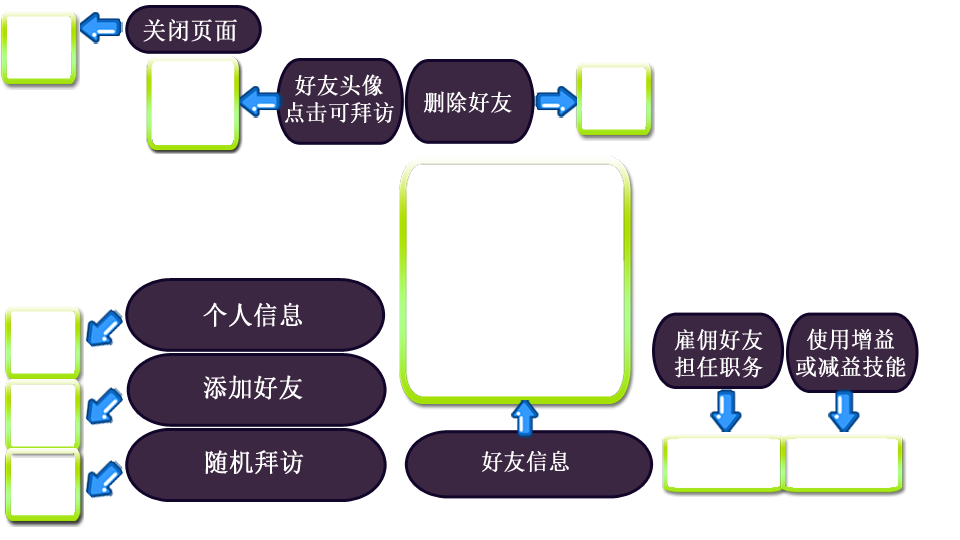 关闭页面
好友头像
点击可拜访
删除好友
个人信息
添加好友
随机拜访
好友信息
雇佣好友
担任职务
使用增益
或减益技能